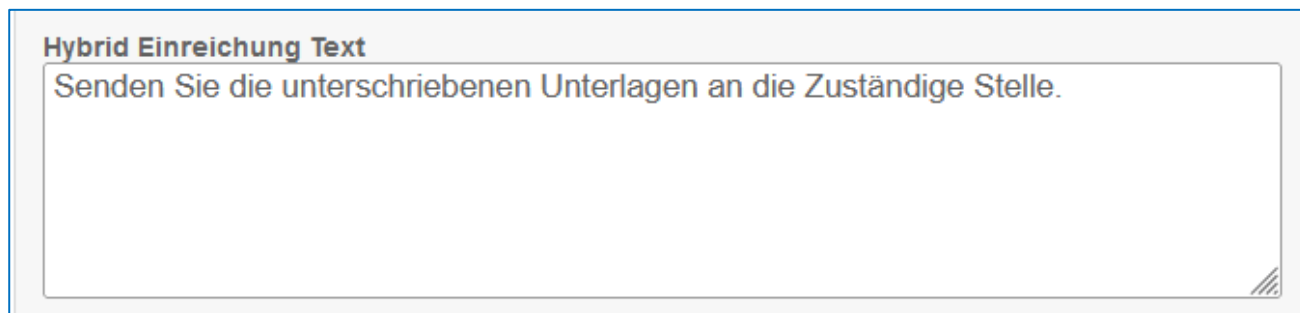 Hybrid Einreichung Text
Senden Sie die unterschriebenen Unterlagen an die Zuständige Stelle.